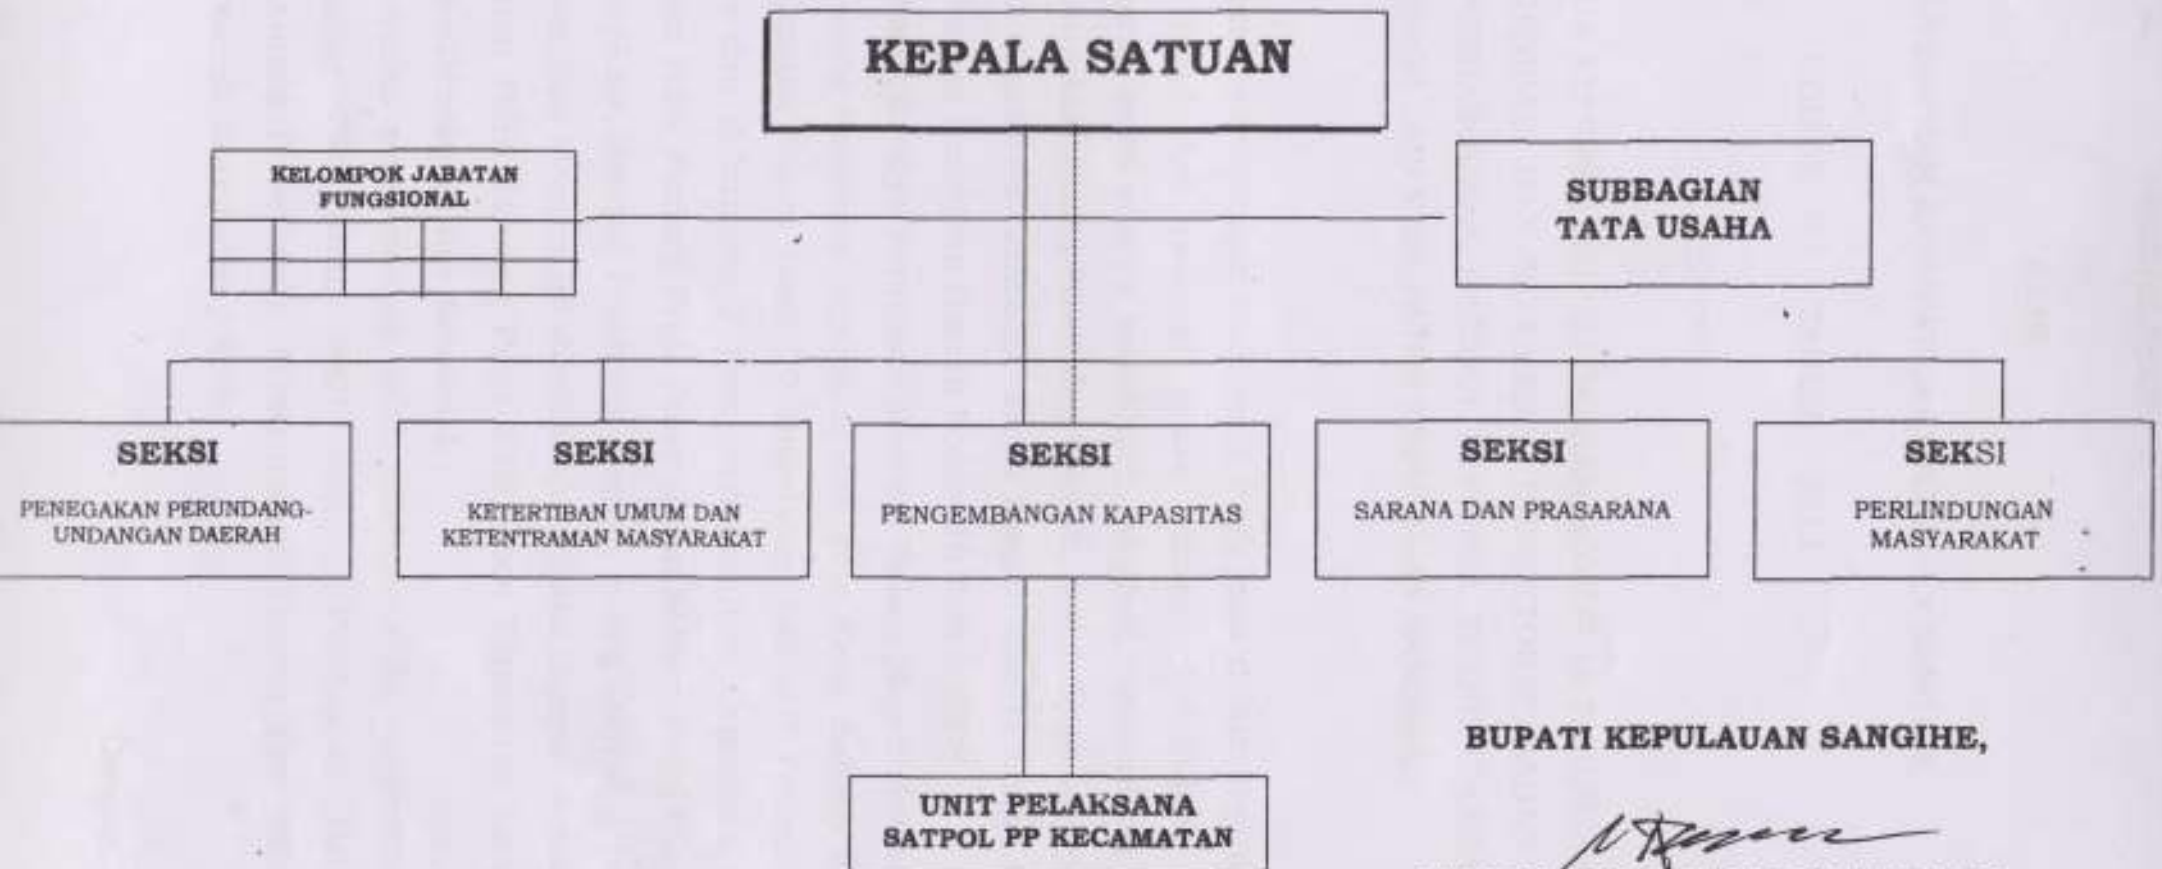 KEPALA SATUAN
KELOMPOK JABATAN
FUNGSIONAL
SUBBAGIAN
TATA USAHA
SEKSI
PENEGAKAN PERUNDANG-
UNDANGAN DAERAH
SEKSI
KETERTIBAN UMUM DAN
KETENTRAMAN MASYARAKAT
SEKSI
PENGEMBANGAN KAPASITAS
SEKSI
SARANA DAN PRASARANA
SEKSI
PERLINDUNGAN
MASYARAKAT
UNIT PELAKSANA
SATPOL PP KECAMATAN
BUPATI KEPULAUAN SANGIHE,